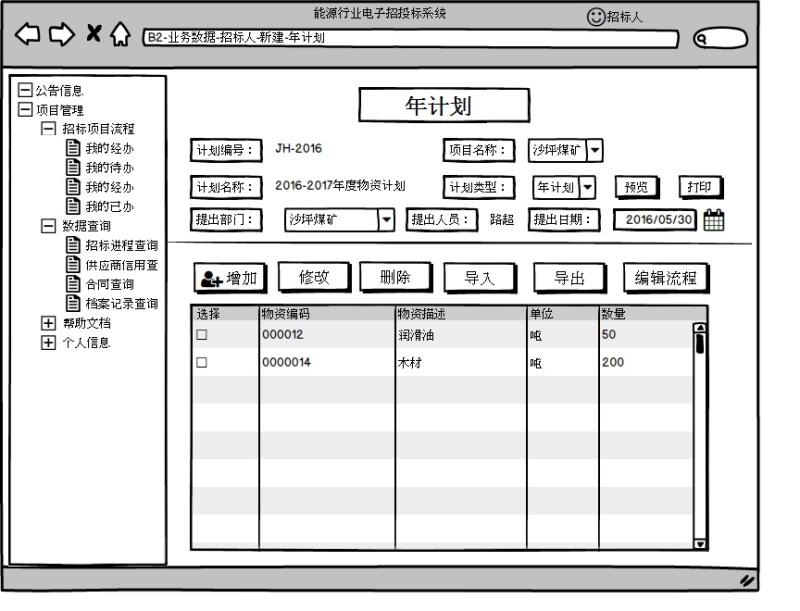 能源行业电子招投标系统
招标人
B2-业务数据-招标人-新建-年计划
公告信息
项目管理
招标项目流程
我的经办
我的待办
我的经办
我的已办
数据查询
招标进程查询
供应商信用查
合同查询
档案记录查询
帮助文档
个人信息
年计划
计划编号： JH-2016 项目名称： 沙坪煤矿
计划名称： 2016-2017年度物资计划 计划类型： 年计划 预览 打印
提出部门： 沙坪煤矿 提出人员： 路超 提出日期： 2016/05/30
增加 修改 删除 导入 导出 编辑流程
选择 物资编码 物资描述 单位 数量
000012 润滑油 吨 50
0000014 木材 吨 200